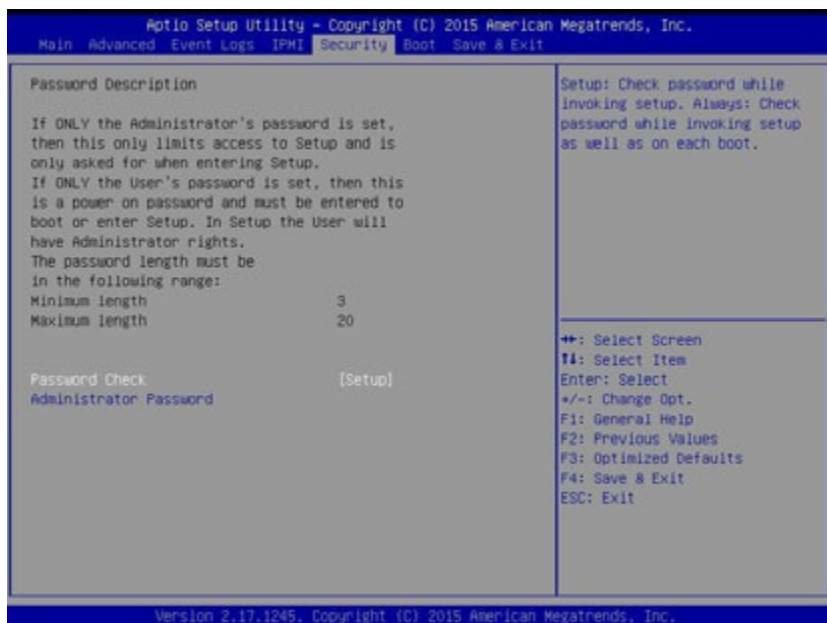 Aptio Setup Utility - Copyright (C) 2015 American Megatrends, Inc.
Main Advanced Event Logs IPMI Security Boot Save & Exit
Password Description
If ONLY the Administrator's password is set,
then this only limits access to Setup and is
only asked for when entering Setup.
If ONLY the User's password is set, then this
is a power on password and must be entered to
boot or enter Setup. In Setup the User will
have Administrator rights.
The password length must be
in the following range:
Minimum length 3
Maximum length 20
Password Check [Setup]
Administrator Password
Setup: Check password while
invoking setup. Always: Check
password while invoking setup
as well as on each boot.
→←: Select Screen
↑↓: Select Item
Enter: Select
+/-: Change Opt.
F1: General Help
F2: Previous Values
F3: Optimized Defaults
F4: Save & Exit
ESC: Exit
Version 2.17.1245. Copyright (C) 2015 American Megatrends, Inc.